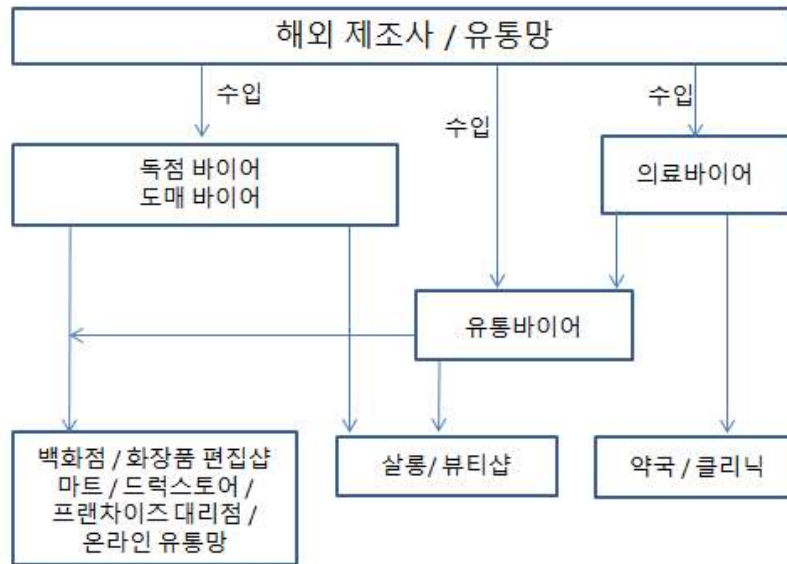 해외 제조사 / 유통망
수입
수입
수입
독점 바이어
도매 바이어
의료바이어
유통바이어
백화점 / 화장품 편집샵
마트 / 드럭스토어 /
프랜차이즈 대리점 /
온라인 유통망
살롱/ 뷰티샵
약국 / 클리닉